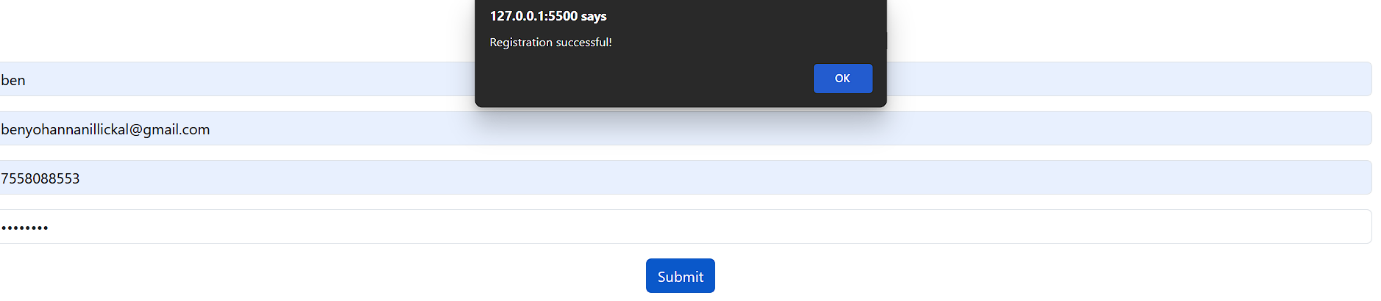 127.0.0.1:5500 says
Registration successful!
OK
ben
benyohannanillickal@gmail.com
7558088553
••••••••
Submit